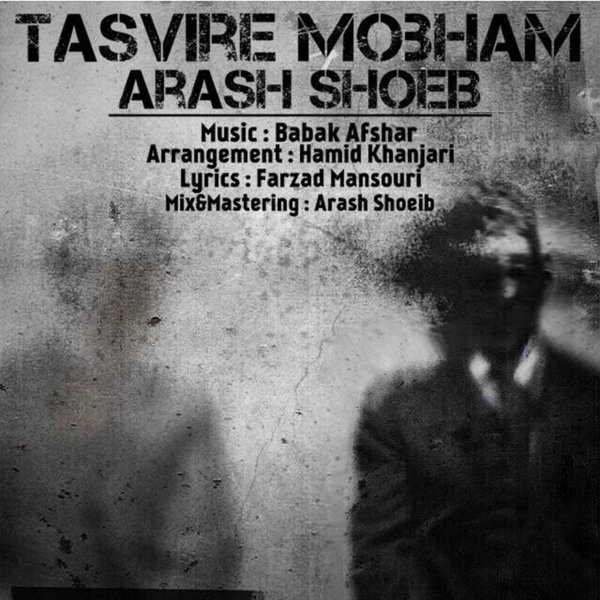 TASVIRE MOBHAM
ARASH SHOEB
Music : Babak Afshar
Arrangement : Hamid Khanjari
Lyrics : Farzad Mansouri
Mix&Mastering : Arash Shoeib